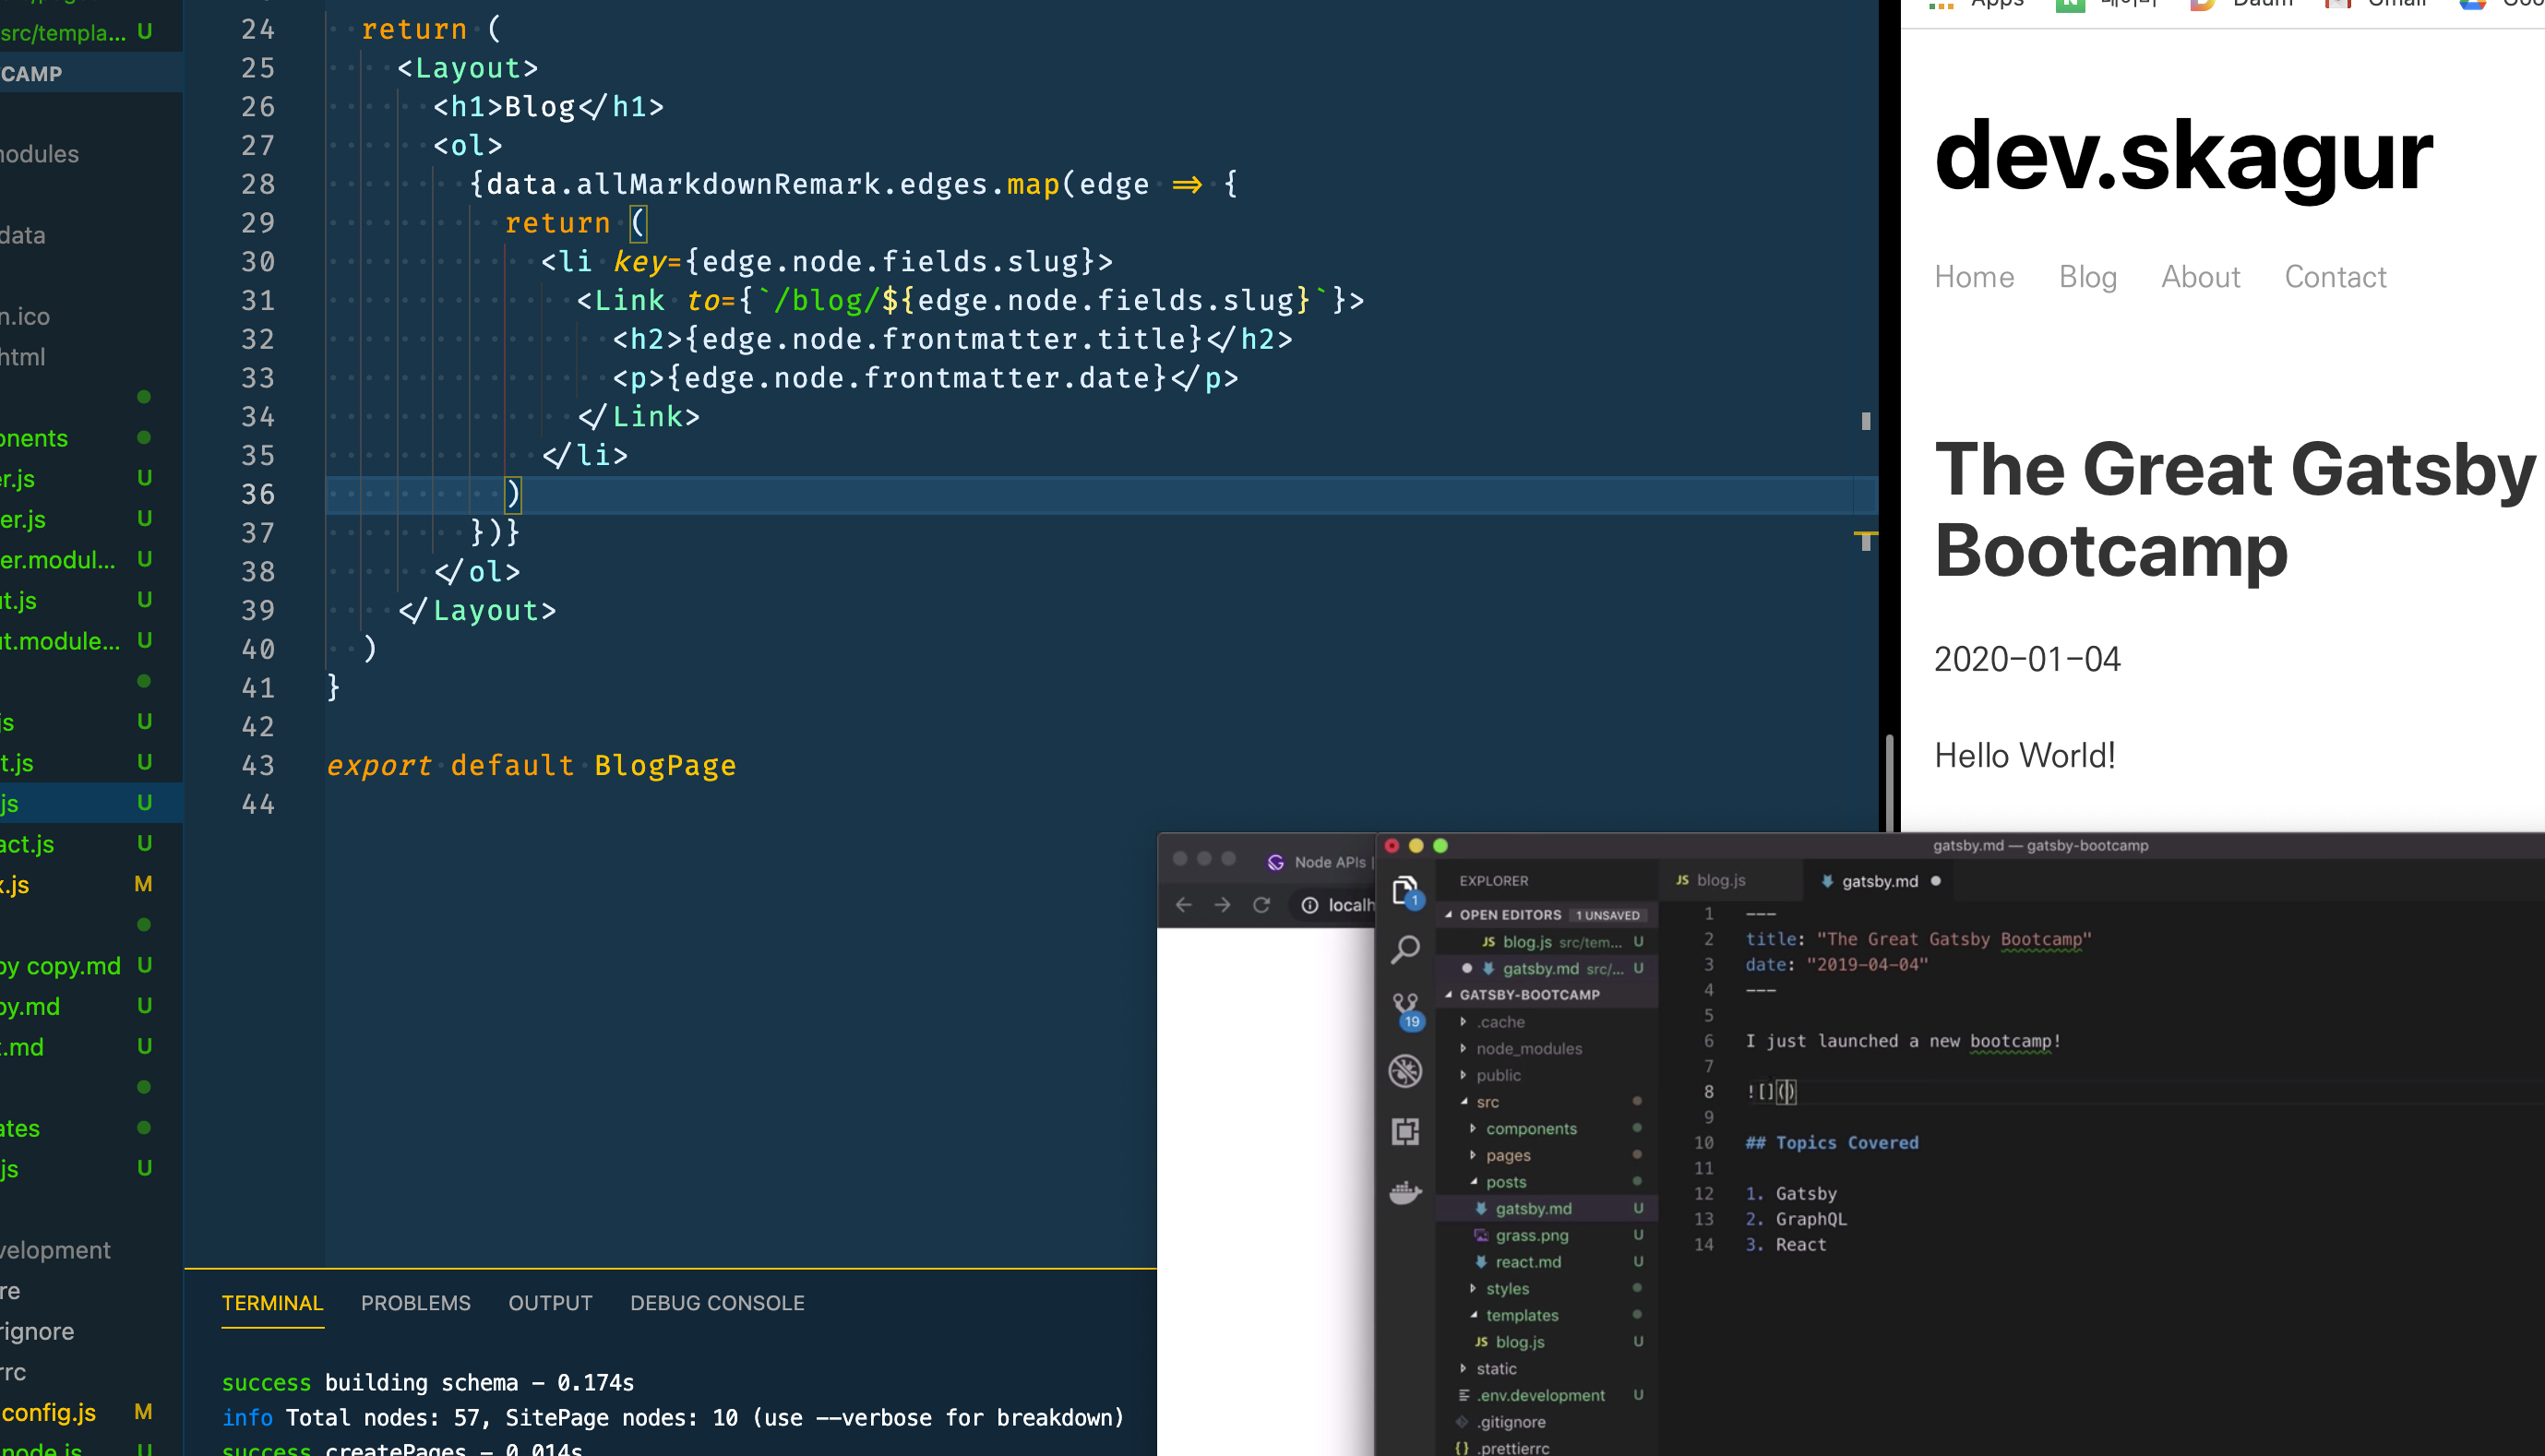 src/templa... U
CAMP
data
n.ico
html
onents
er.js U
er.js U
er.modul... U
ut.js U
ut.module... U
js U
t.js U
js U
act.js U
x.js M
by copy.md U
by.md U
t.md U
ates
js U
velopment
re
rignore
rc
config.js M
node.js U
24 return (
25 <Layout>
26 <h1>Blog</h1>
27 <ol>
28 {data.allMarkdownRemark.edges.map(edge => {
29 return (
30 <li key={edge.node.fields.slug}>
31 <Link to={`/blog/${edge.node.fields.slug}`}>
32 <h2>{edge.node.frontmatter.title}</h2>
33 <p>{edge.node.frontmatter.date}</p>
34 </Link>
35 </li>
36 )
37 })}
38 </ol>
39 </Layout>
40 )
41 }
42
43 export default BlogPage
44
TERMINAL PROBLEMS OUTPUT DEBUG CONSOLE
success building schema - 0.174s
info Total nodes: 57, SitePage nodes: 10 (use --verbose for breakdown)
success createPages - 0.014s
Apps 네이버 Daum Gmail
dev.skagur
Home Blog About Contact
The Great Gatsby
Bootcamp
2020-01-04
Hello World!
Node APIs |
localh
gatsby.md — gatsby-bootcamp
EXPLORER
OPEN EDITORS 1 UNSAVED
JS blog.js src/tem... U
gatsby.md src/... U
GATSBY-BOOTCAMP
.cache
node_modules
public
src
components
pages
posts
gatsby.md U
grass.png U
react.md U
styles
templates
JS blog.js U
static
.env.development U
.gitignore
{} .prettierrc
1
19
JS blog.js gatsby.md
1 ---
2 title: "The Great Gatsby Bootcamp"
3 date: "2019-04-04"
4 ---
5
6 I just launched a new bootcamp!
7
8 ![]()
9
10 ## Topics Covered
11
12 1. Gatsby
13 2. GraphQL
14 3. React